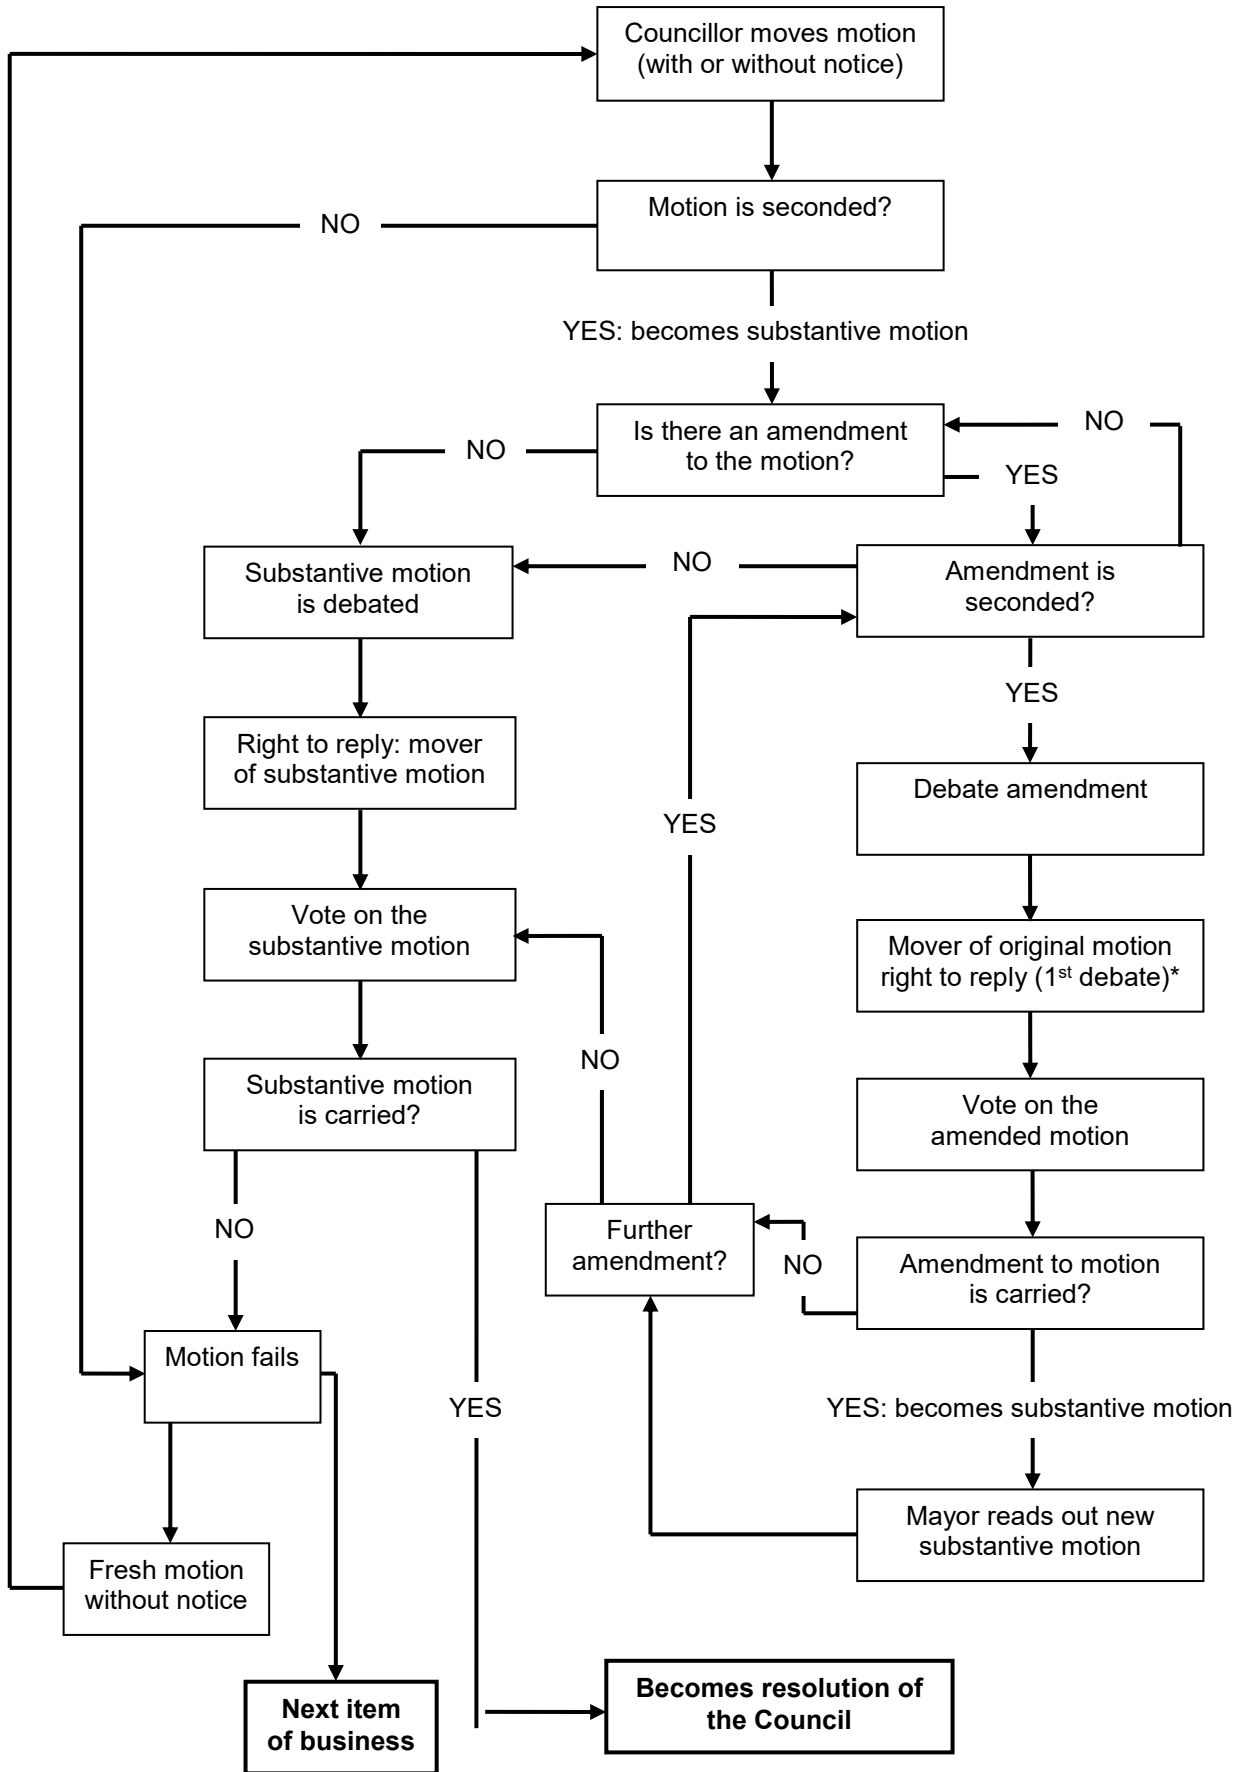 Councillor moves motion
(with or without notice)
Motion is seconded?
NO
YES: becomes substantive motion
Is there an amendment
to the motion?
NO
NO
YES
Substantive motion
is debated
NO
Amendment is
seconded?
YES
Right to reply: mover
of substantive motion
Debate amendment
YES
Vote on the
substantive motion
Mover of original motion
right to reply (1st debate)*
NO
Substantive motion
is carried?
Vote on the
amended motion
NO
Further
amendment?
NO
Amendment to motion
is carried?
Motion fails
YES
YES: becomes substantive motion
Mayor reads out new
substantive motion
Fresh motion
without notice
Next item
of business
Becomes resolution of
the Council